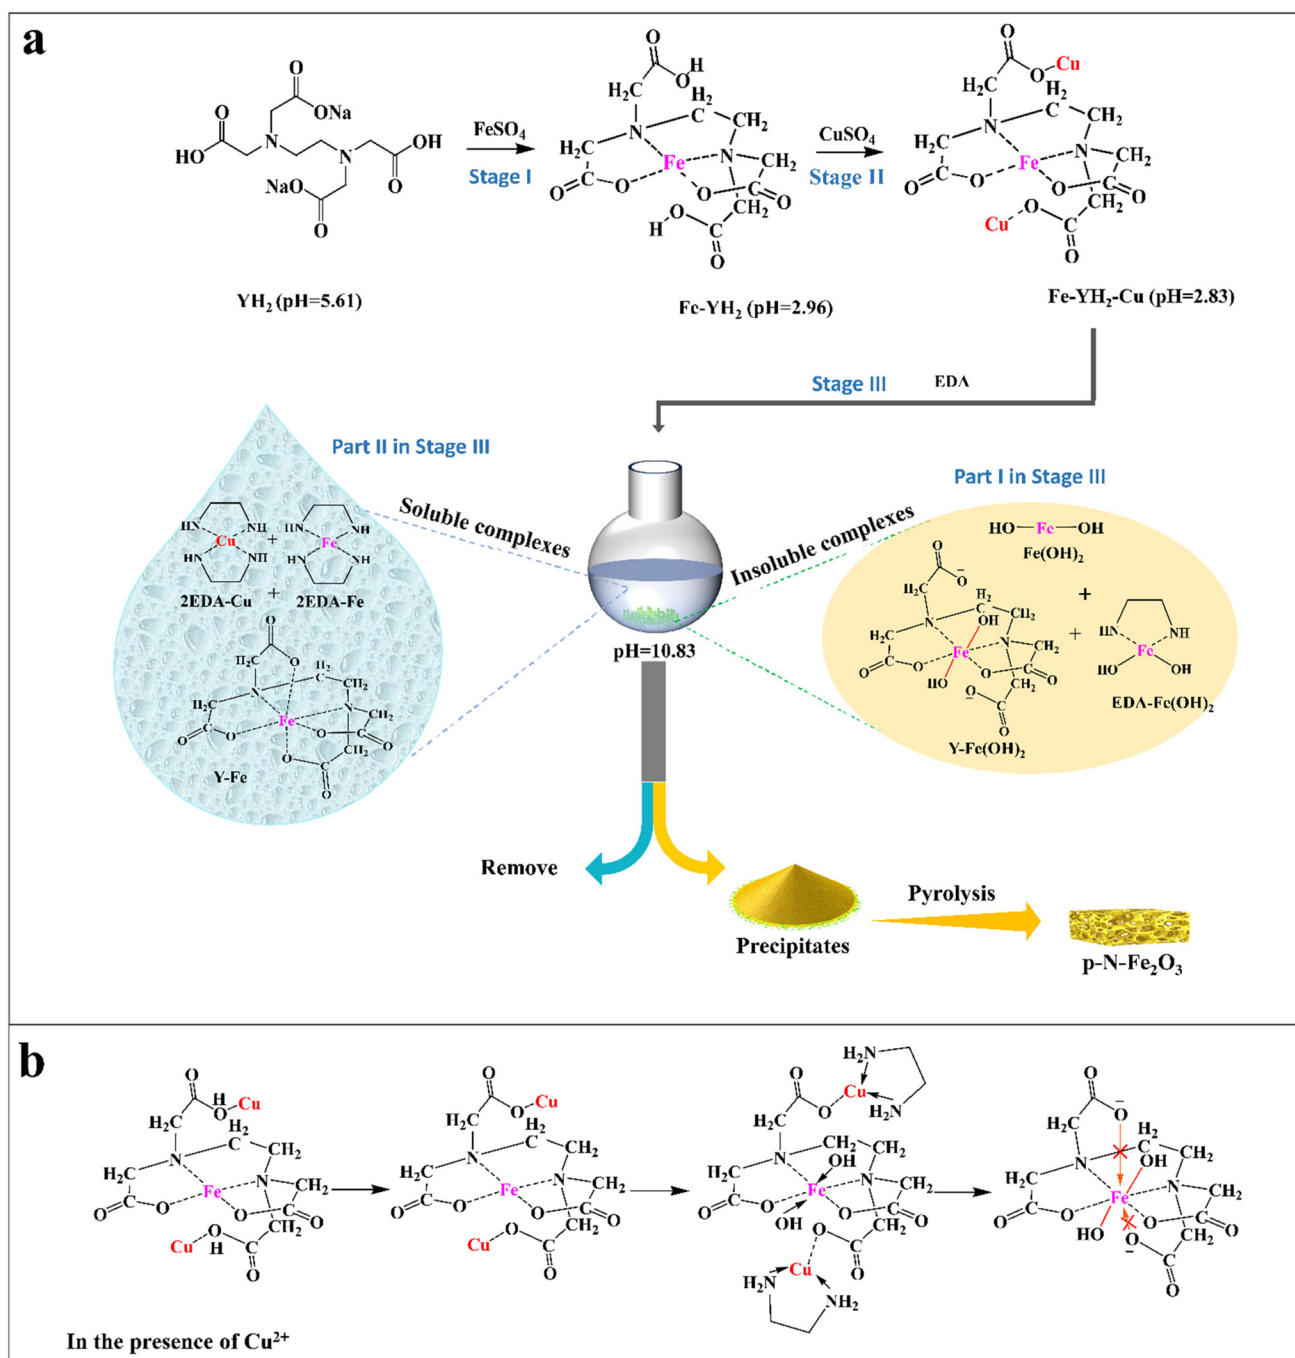 a
YH₂ (pH=5.61)
FeSO₄
Stage I
Fe-YH₂ (pH=2.96)
CuSO₄
Stage II
Fe-YH₂-Cu (pH=2.83)
Stage III
EDA
Part II in Stage III
Soluble complexes
2EDA-Cu
+
2EDA-Fe
+
Y-Fe
pH=10.83
Part I in Stage III
Insoluble complexes
HO Fe OH
Fe(OH)₂
+
+
Y-Fe(OH)₂
EDA-Fe(OH)₂
Remove
Precipitates
Pyrolysis
p-N-Fe₂O₃
b
In the presence of Cu²⁺